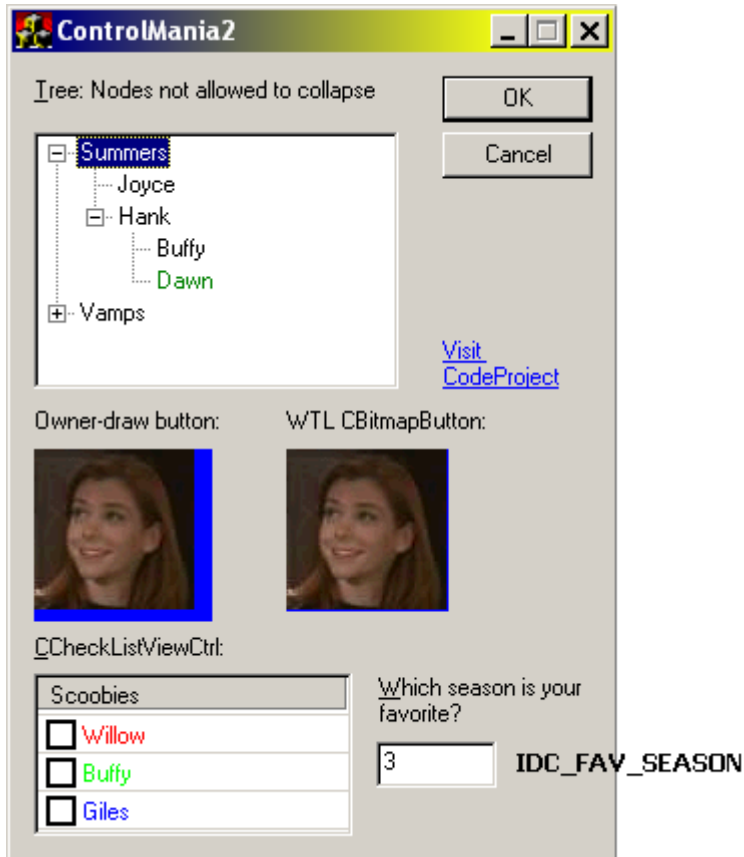 ControlMania2
Tree: Nodes not allowed to collapse
OK
Cancel
Summers
Joyce
Hank
Buffy
Dawn
Vamps
Visit
CodeProject
Owner-draw button:
WTL CBitmapButton:
CCheckListViewCtrl:
Scoobies
Willow
Buffy
Giles
Which season is your
favorite?
3
IDC_FAV_SEASON